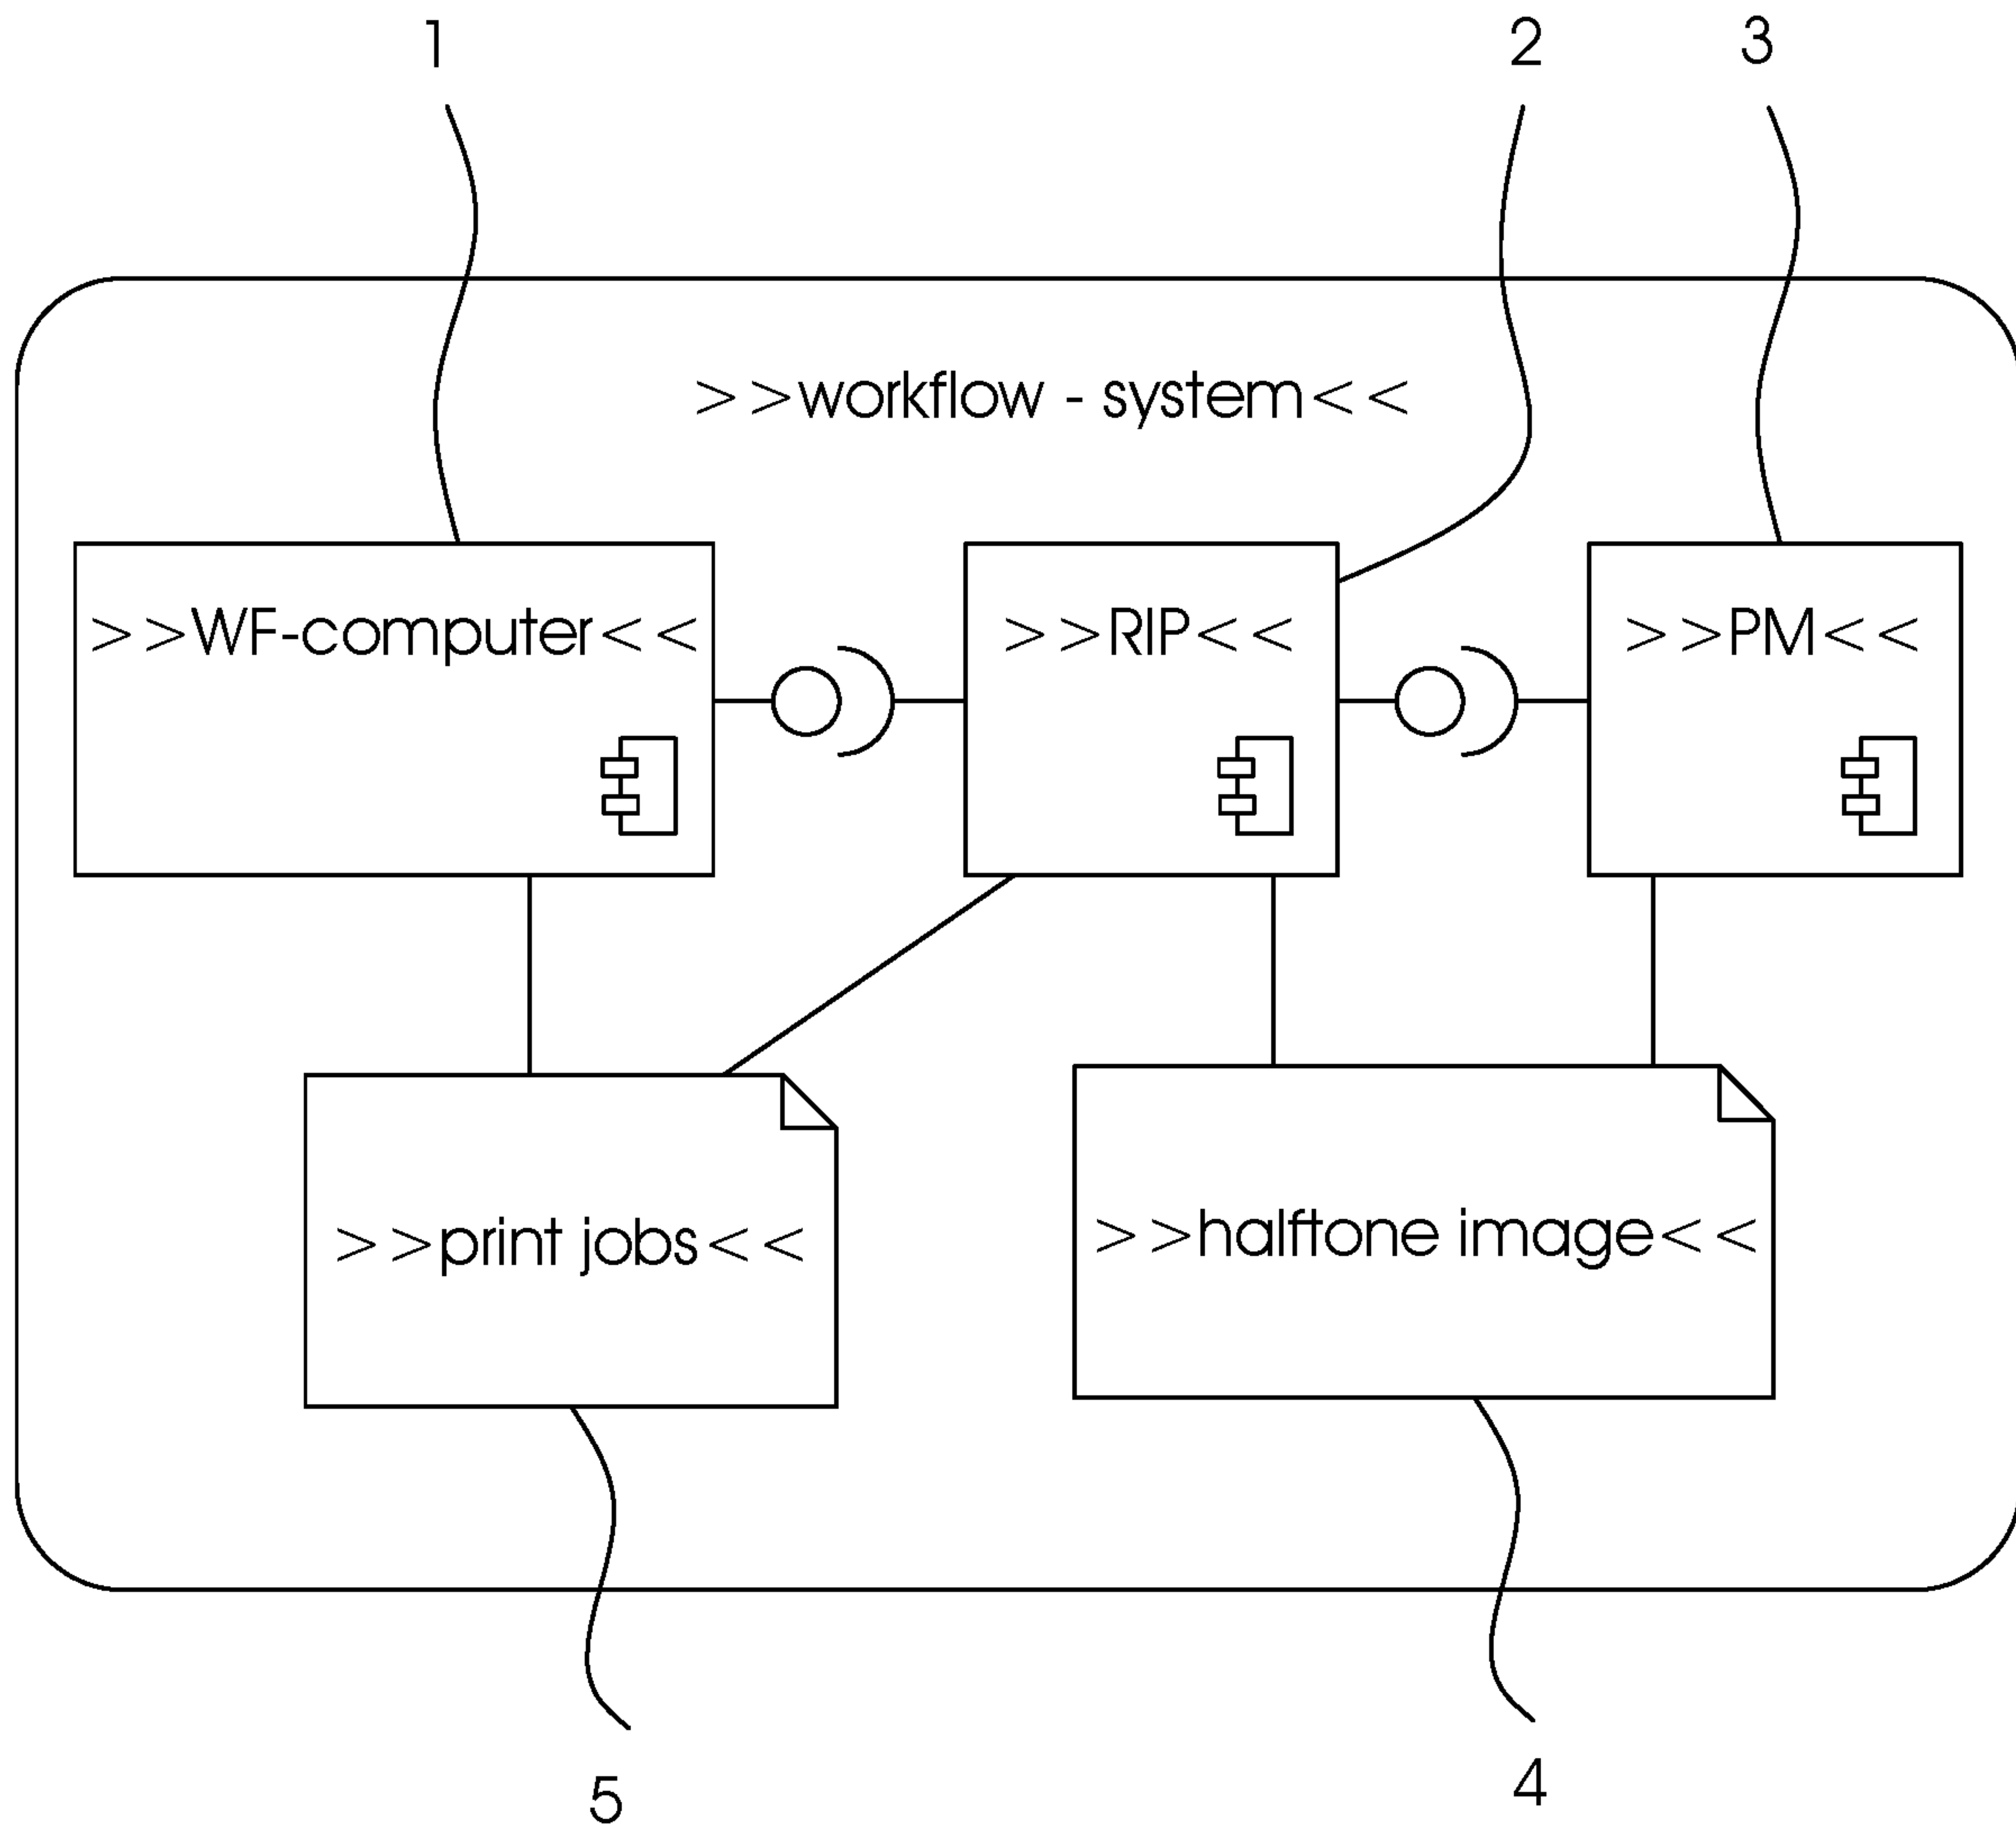 1
2
3
>>workflow - system<<
>>WF-computer<<
>>RIP<<
>>PM<<
>>print jobs<<
>>halftone image<<
5
4